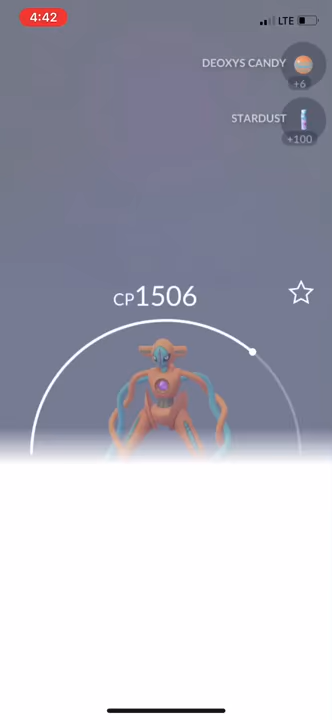 4:42
LTE
DEOXYS CANDY
+6
STARDUST
+100
CP1506